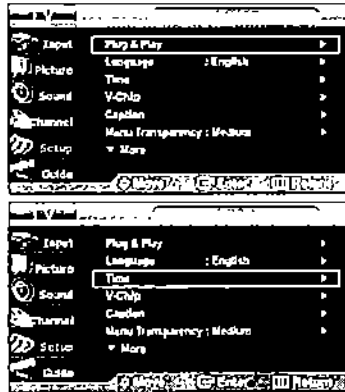 Input
Plug & Play
Picture
Language : English
Time
Sound
V-Chip
Channel
Caption
Menu Transparency : Medium
Setup
▼ More
Guide
Move
Enter
Return
Input
Plug & Play
Picture
Language : English
Time
Sound
V-Chip
Channel
Caption
Menu Transparency : Medium
Setup
▼ More
Guide
Move
Enter
Return